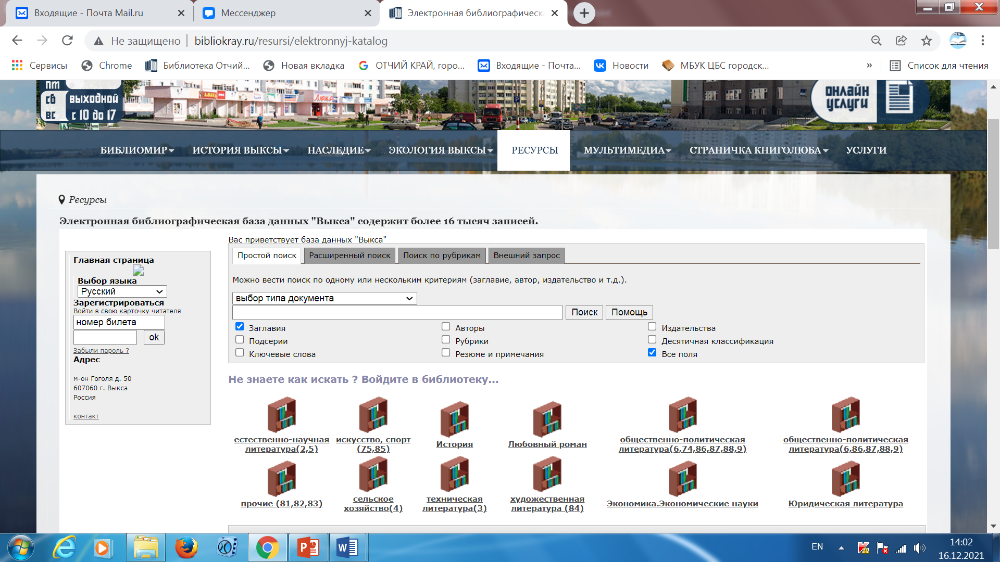 Входящие - Почта Mail.ru
Мессенджер
Электронная библиографическа
Не защищено
bibliokray.ru/resursi/elektronnyj-katalog
Сервисы
Chrome
Библиотека Отчий...
Новая вкладка
ОТЧИЙ КРАЙ, горо...
Входящие - Почта...
Новости
МБУК ЦБС городск...
»
Список для чтения
пт
сб
вс
выходной
с 10 до 17
Люкс
онлайн
услуги
БИБЛИОМИР
ИСТОРИЯ ВЫКСЫ
НАСЛЕДИЕ
ЭКОЛОГИЯ ВЫКСЫ
РЕСУРСЫ
МУЛЬТИМЕДИА
СТРАНИЧКА КНИГОЛЮБА
УСЛУГИ
Ресурсы
Электронная библиографическая база данных "Выкса" содержит более 16 тысяч записей.
Главная страница
Выбор языка
Русский
Зарегистрироваться
Войти в свою карточку читателя
номер билета
ok
Забыли пароль ?
Адрес
м-он Гоголя д. 50
607060 г. Выкса
Россия
контакт
Вас приветствует база данных "Выкса"
Простой поиск
Расширенный поиск
Поиск по рубрикам
Внешний запрос
Можно вести поиск по одному или нескольким критериям (заглавие, автор, издательство и т.д.).
выбор типа документа
Поиск
Помощь
Заглавия
Авторы
Издательства
Подсерии
Рубрики
Десятичная классификация
Ключевые слова
Резюме и примечания
Все поля
Не знаете как искать ? Войдите в библиотеку...
естественно-научная
литература(2,5)
искусство, спорт
(75,85)
История
Любовный роман
общественно-политическая
литература(6,74,86,87,88,9)
общественно-политическая
литература(6,86,87,88,9)
прочие (81,82,83)
сельское
хозяйство(4)
техническая
литература(3)
художественная
литература (84)
Экономика.Экономические науки
Юридическая литература
EN
14:02
16.12.2021